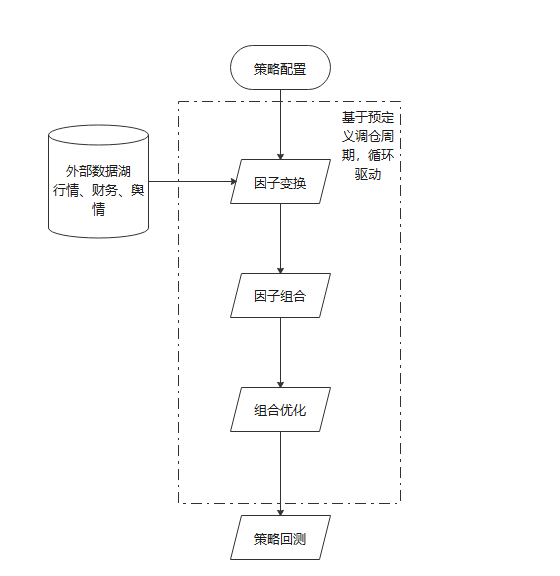 策略配置
基于预定
义调仓周
期，循环
驱动
外部数据湖
行情、财务、舆
情
因子变换
因子组合
组合优化
策略回测